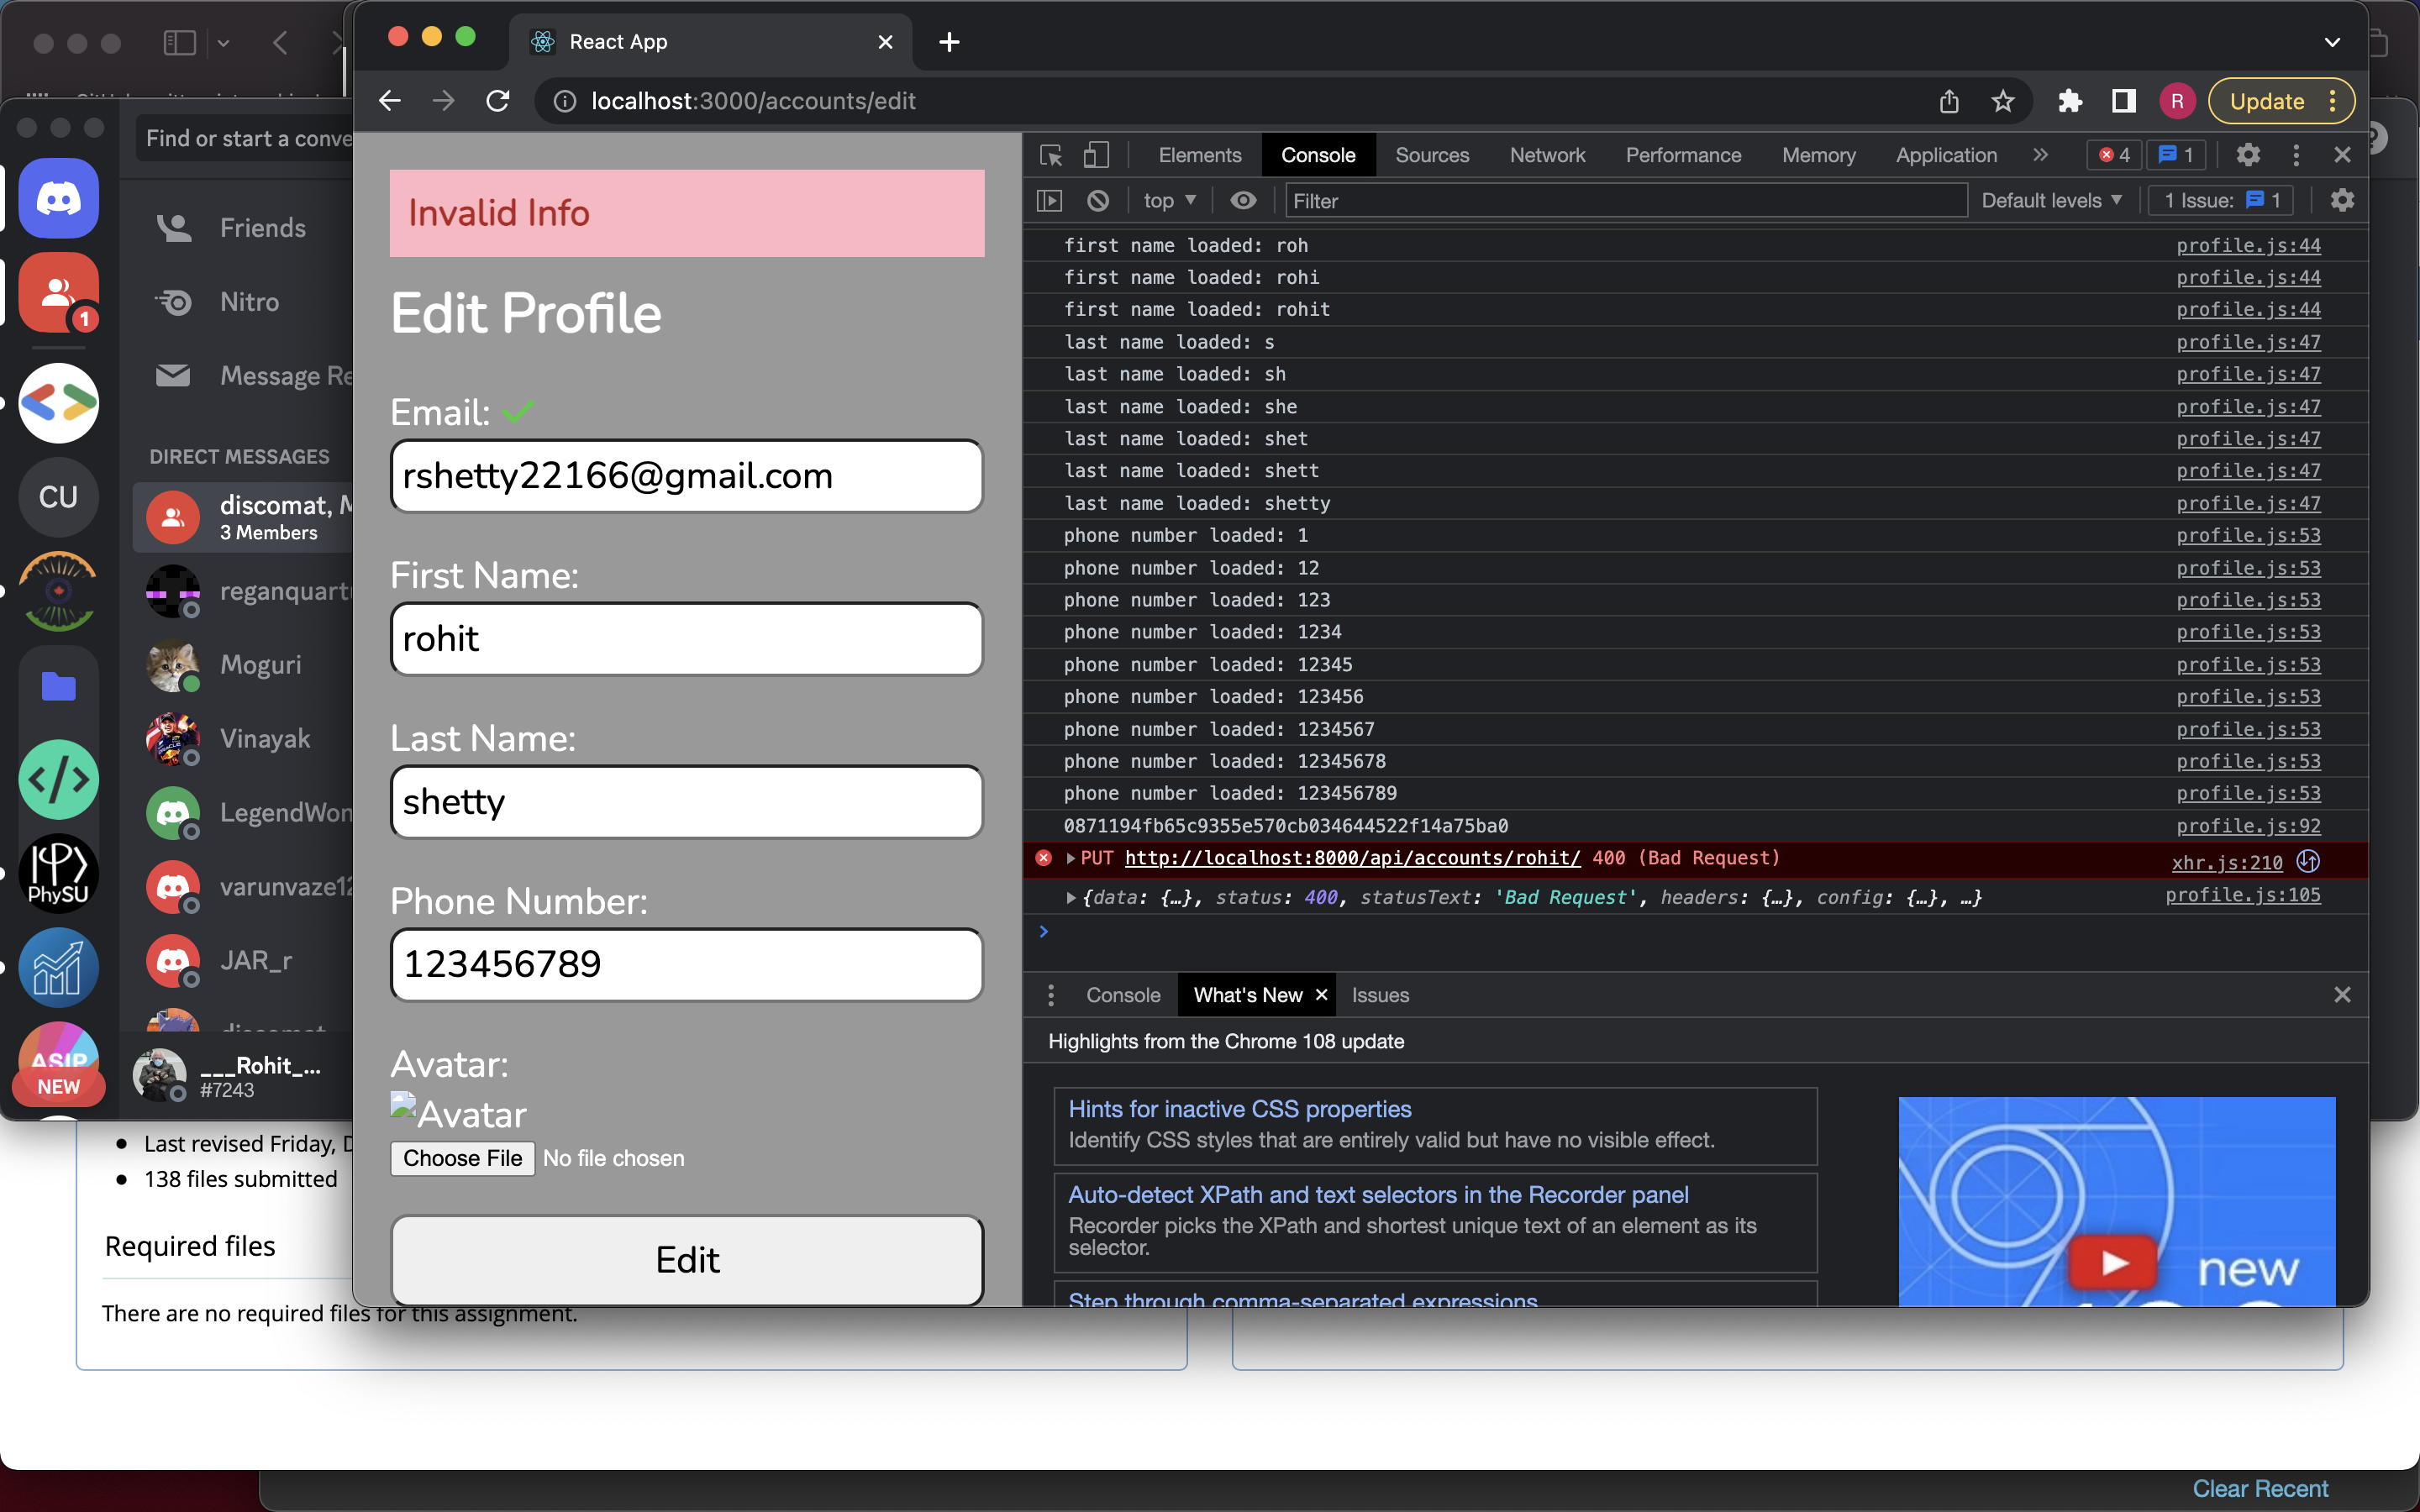 React App
localhost:3000/accounts/edit
R
Update
Find or start a conve
Friends
Nitro
1
Message Re
DIRECT MESSAGES
CU
discomat, M
3 Members
reganquart
Moguri
Vinayak
LegendWon
varunvaze12
JAR_r
discomat
PhySU
ASIP
NEW
___Rohit_...
#7243
Invalid Info
Edit Profile
Email:
rshetty22166@gmail.com
First Name:
rohit
Last Name:
shetty
Phone Number:
123456789
Avatar:
Avatar
Choose File No file chosen
Edit
Elements Console Sources Network Performance Memory Application 4 1
top Filter Default levels 1 Issue: 1
first name loaded: roh profile.js:44
first name loaded: rohi profile.js:44
first name loaded: rohit profile.js:44
last name loaded: s profile.js:47
last name loaded: sh profile.js:47
last name loaded: she profile.js:47
last name loaded: shet profile.js:47
last name loaded: shett profile.js:47
last name loaded: shetty profile.js:47
phone number loaded: 1 profile.js:53
phone number loaded: 12 profile.js:53
phone number loaded: 123 profile.js:53
phone number loaded: 1234 profile.js:53
phone number loaded: 12345 profile.js:53
phone number loaded: 123456 profile.js:53
phone number loaded: 1234567 profile.js:53
phone number loaded: 12345678 profile.js:53
phone number loaded: 123456789 profile.js:53
0871194fb65c9355e570cb034644522f14a75ba0 profile.js:92
PUT http://localhost:8000/api/accounts/rohit/ 400 (Bad Request) xhr.js:210
{data: {…}, status: 400, statusText: 'Bad Request', headers: {…}, config: {…}, …} profile.js:105
Console What's New Issues
Highlights from the Chrome 108 update
Hints for inactive CSS properties
Identify CSS styles that are entirely valid but have no visible effect.
Auto-detect XPath and text selectors in the Recorder panel
Recorder picks the XPath and shortest unique text of an element as its
selector.
Step through comma-separated expressions
new
Last revised Friday, D
138 files submitted
Required files
There are no required files for this assignment.
Clear Recent